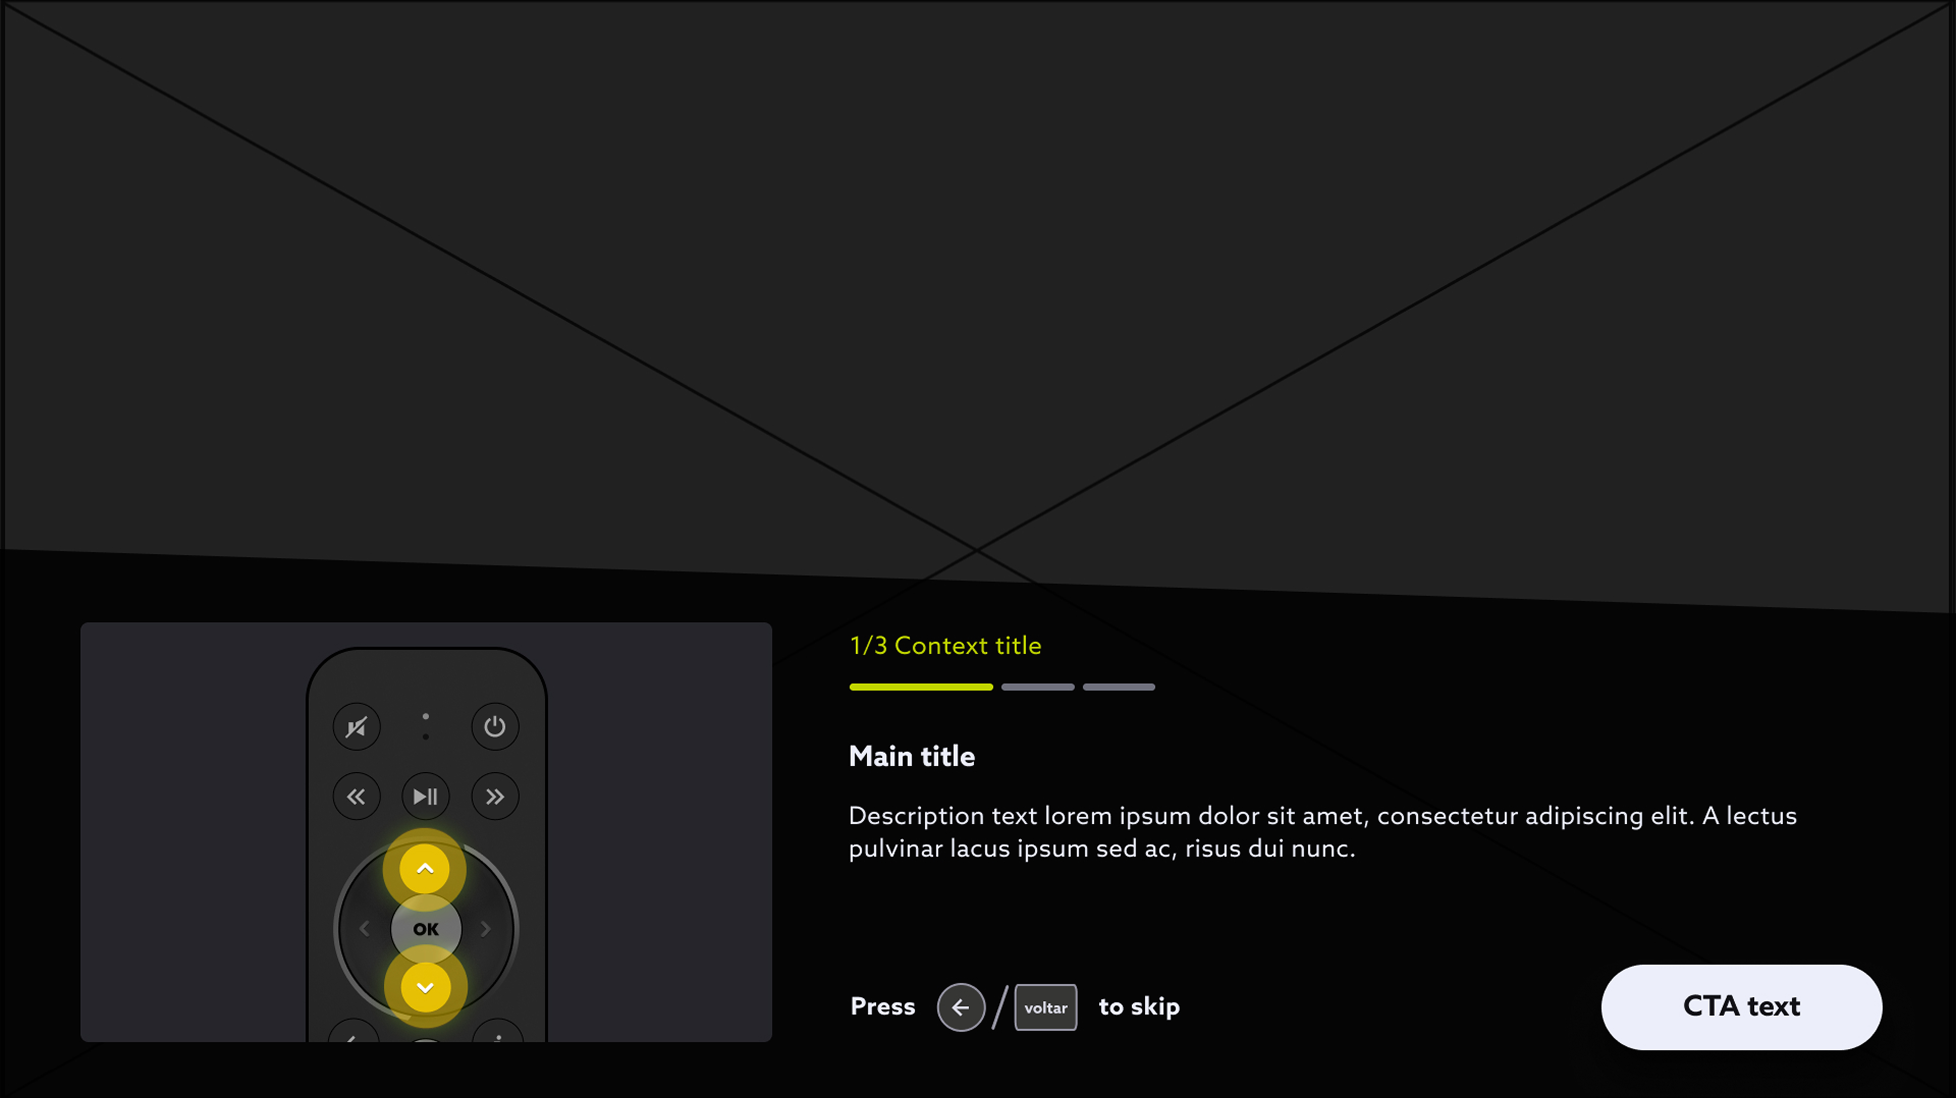 1/3 Context title
Main title
Description text lorem ipsum dolor sit amet, consectetur adipiscing elit. A lectus
pulvinar lacus ipsum sed ac, risus dui nunc.
OK
Press / voltar to skip
CTA text